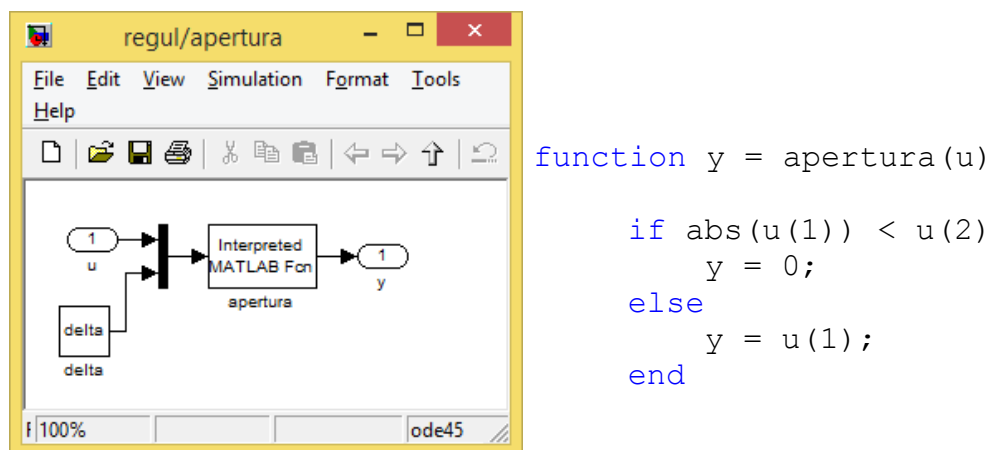 regul/apertura
File Edit View Simulation Format Tools
Help
1
u
delta
delta
Interpreted
MATLAB Fcn
apertura
1
y
100%
ode45
function y = apertura(u)
if abs(u(1)) < u(2)
y = 0;
else
y = u(1);
end